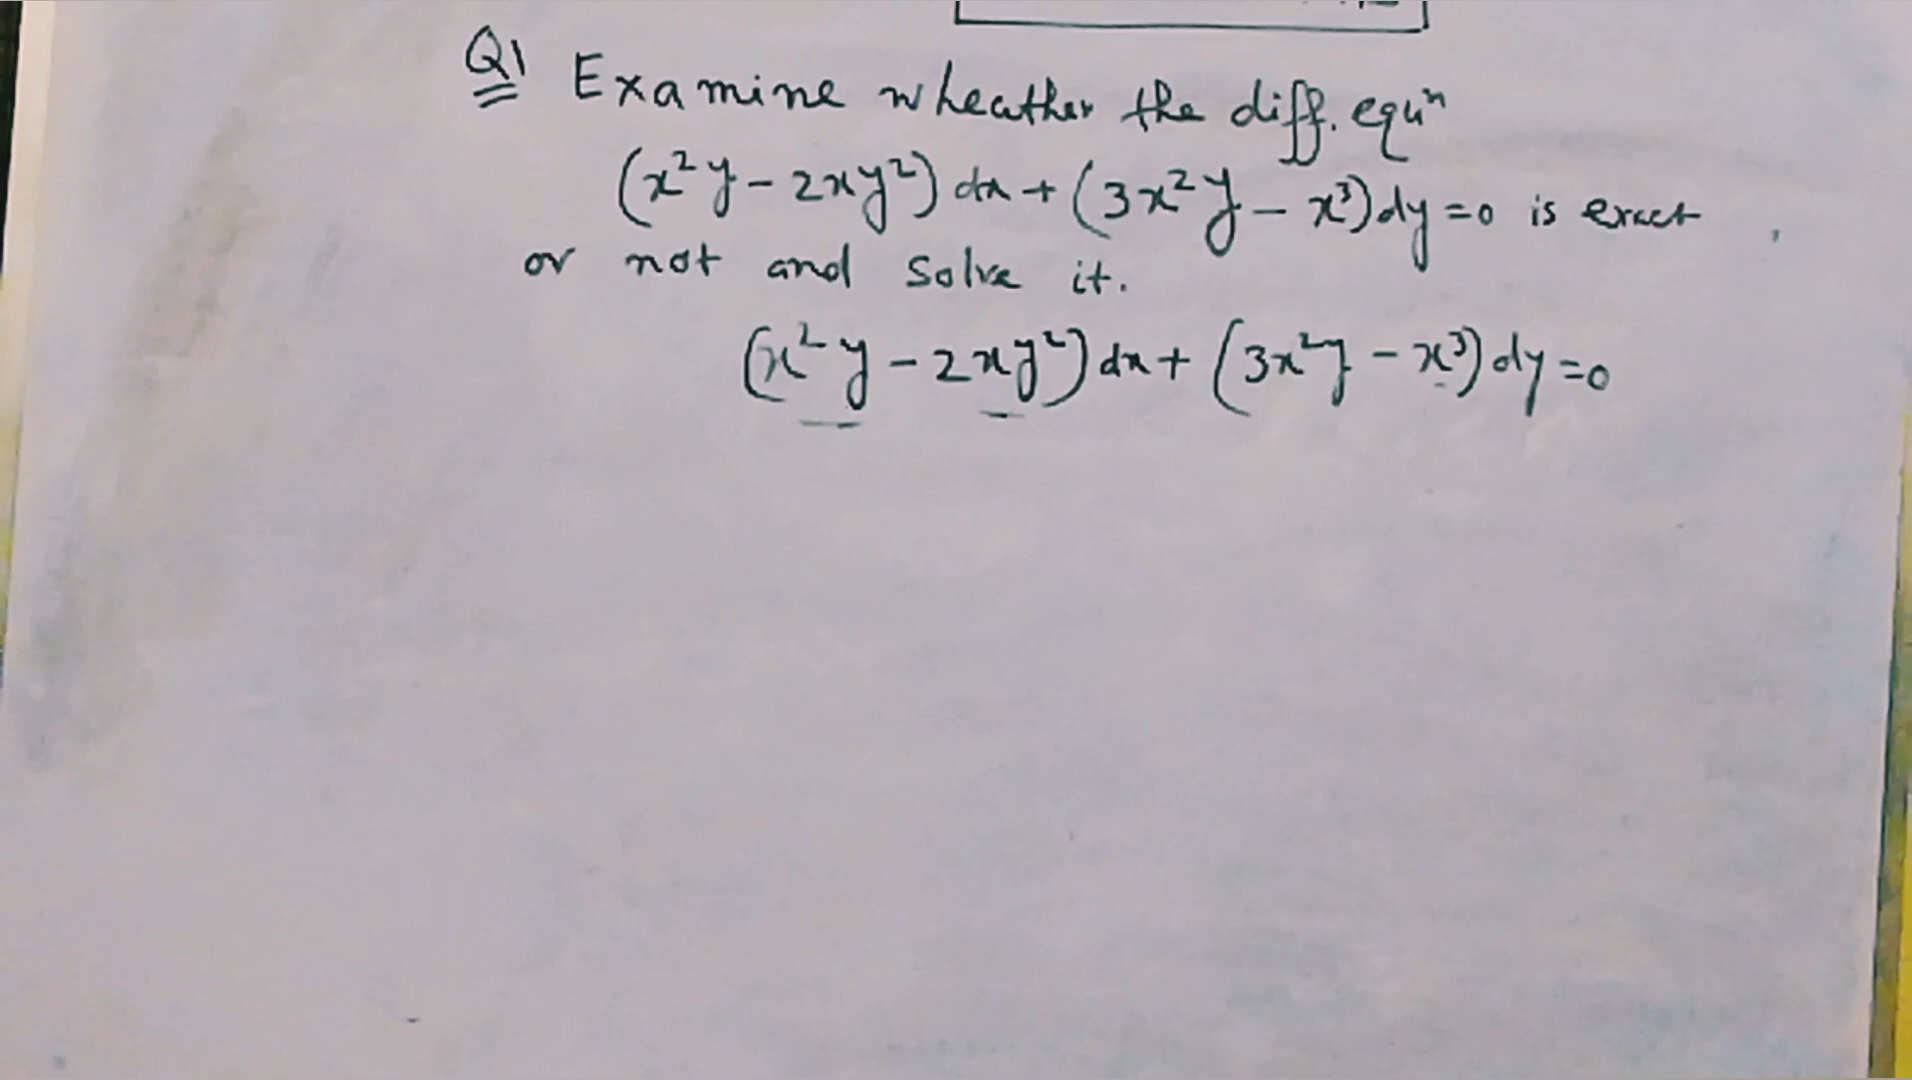 Q1 Examine wheather the diff. equⁿ
(x²y - 2xy²) dx + (3x²y - x³)dy = 0 is exact
or not and Solve it.
(x²y - 2xy²) dx + (3x²y - x³) dy = 0